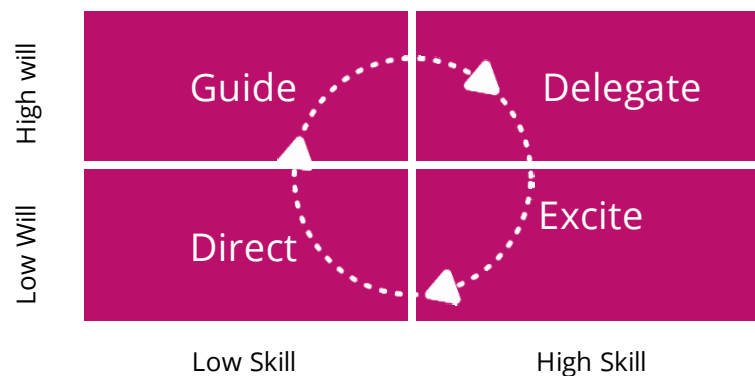 High will
Guide
Delegate
Low Will
Direct
Excite
Low Skill
High Skill